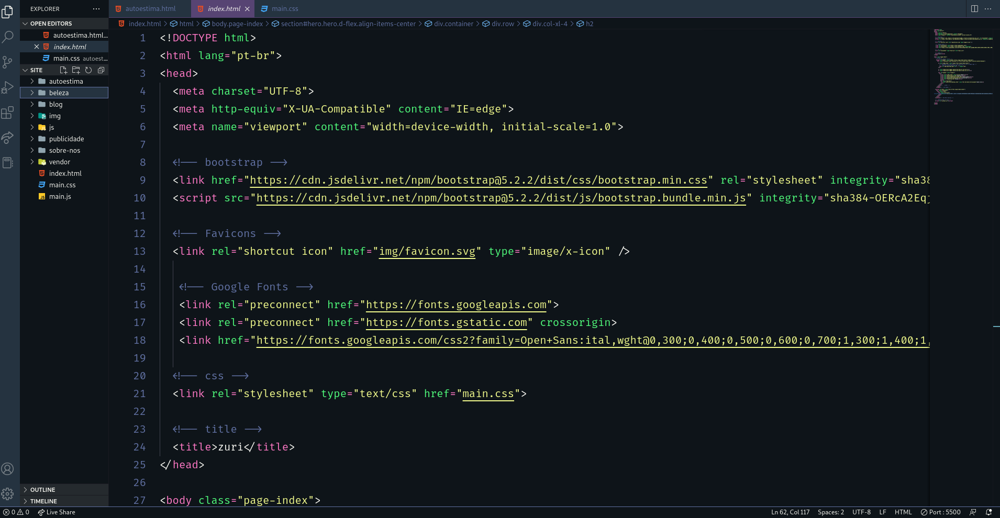 EXPLORER
OPEN EDITORS
autoestima.html...
index.html
main.css autoest...
SITE
autoestima
beleza
blog
img
js
publicidade
sobre-nos
vendor
index.html
main.css
main.js
OUTLINE
TIMELINE
autoestima.html
index.html
main.css
index.html > html > body.page-index > section#hero.hero.d-flex.align-items-center > div.container > div.row > div.col-xl-4 > h2
1 <!DOCTYPE html>
2 <html lang="pt-br">
3 <head>
4 <meta charset="UTF-8">
5 <meta http-equiv="X-UA-Compatible" content="IE=edge">
6 <meta name="viewport" content="width=device-width, initial-scale=1.0">
7
8 <!-- bootstrap -->
9 <link href="https://cdn.jsdelivr.net/npm/bootstrap@5.2.2/dist/css/bootstrap.min.css" rel="stylesheet" integrity="sha38
10 <script src="https://cdn.jsdelivr.net/npm/bootstrap@5.2.2/dist/js/bootstrap.bundle.min.js" integrity="sha384-OERcA2Eqj
11
12 <!-- Favicons -->
13 <link rel="shortcut icon" href="img/favicon.svg" type="image/x-icon" />
14
15 <!-- Google Fonts -->
16 <link rel="preconnect" href="https://fonts.googleapis.com">
17 <link rel="preconnect" href="https://fonts.gstatic.com" crossorigin>
18 <link href="https://fonts.googleapis.com/css2?family=Open+Sans:ital,wght@0,300;0,400;0,500;0,600;0,700;1,300;1,400;1,
19
20 <!-- css -->
21 <link rel="stylesheet" type="text/css" href="main.css">
22
23 <!-- title -->
24 <title>zuri</title>
25 </head>
26
27 <body class="page-index">
0 0 Live Share
Ln 62, Col 117 Spaces: 2 UTF-8 LF HTML Port : 5500